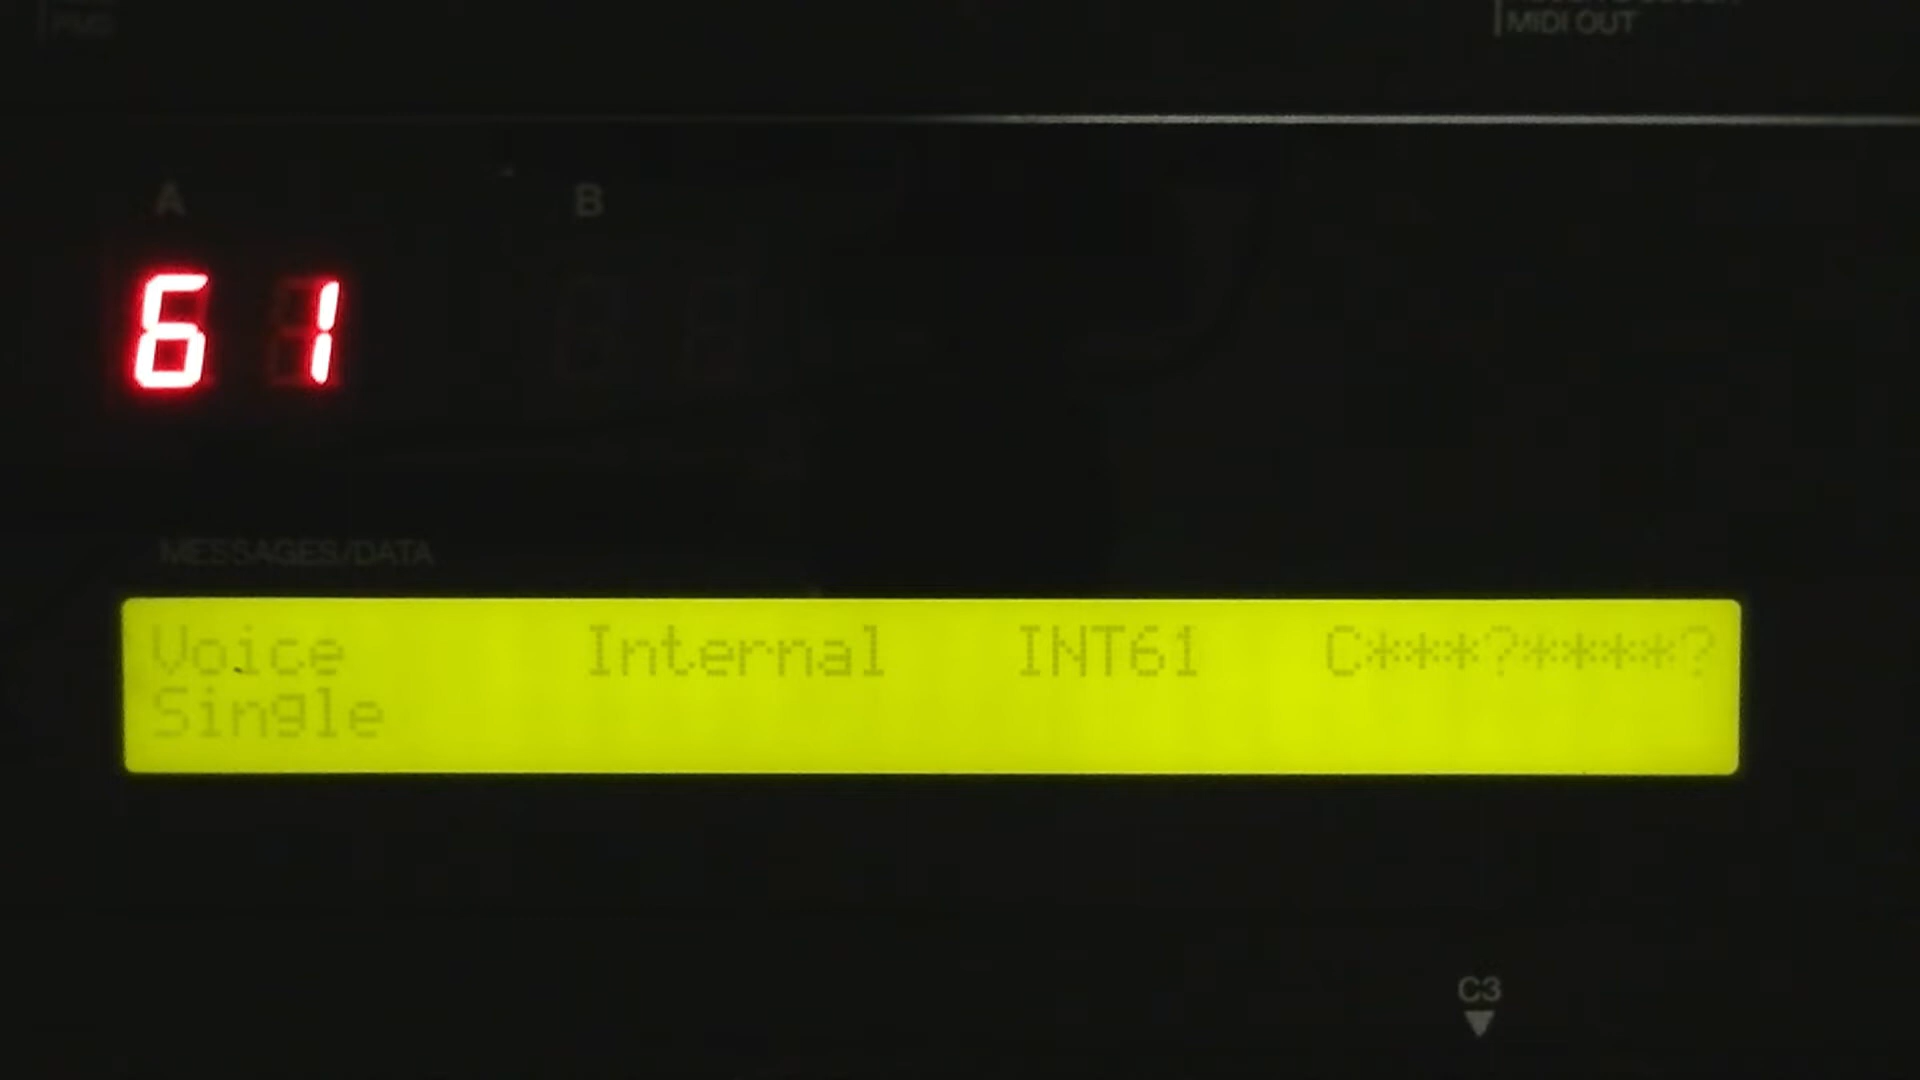 MIDI OUT
A B
61
MESSAGES/DATA
Voice Internal INT61 C***?****?
Single
C3